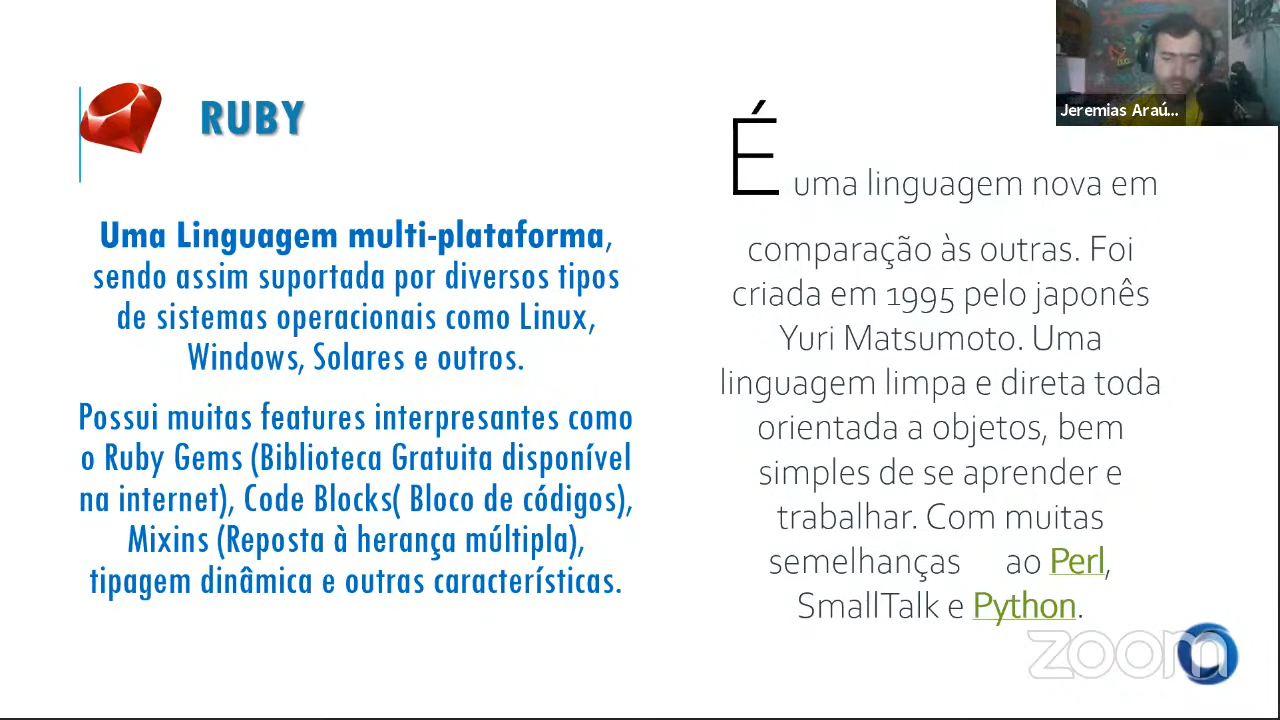 RUBY
Uma Linguagem multi-plataforma,
sendo assim suportada por diversos tipos
de sistemas operacionais como Linux,
Windows, Solares e outros.
Possui muitas features interpresantes como
o Ruby Gems (Biblioteca Gratuita disponível
na internet), Code Blocks( Bloco de códigos),
Mixins (Reposta à herança múltipla),
tipagem dinâmica e outras características.
É uma linguagem nova em
comparação às outras. Foi
criada em 1995 pelo japonês
Yuri Matsumoto. Uma
linguagem limpa e direta toda
orientada a objetos, bem
simples de se aprender e
trabalhar. Com muitas
semelhanças ao Perl,
SmallTalk e Python.
Jeremias Araú...
zoom